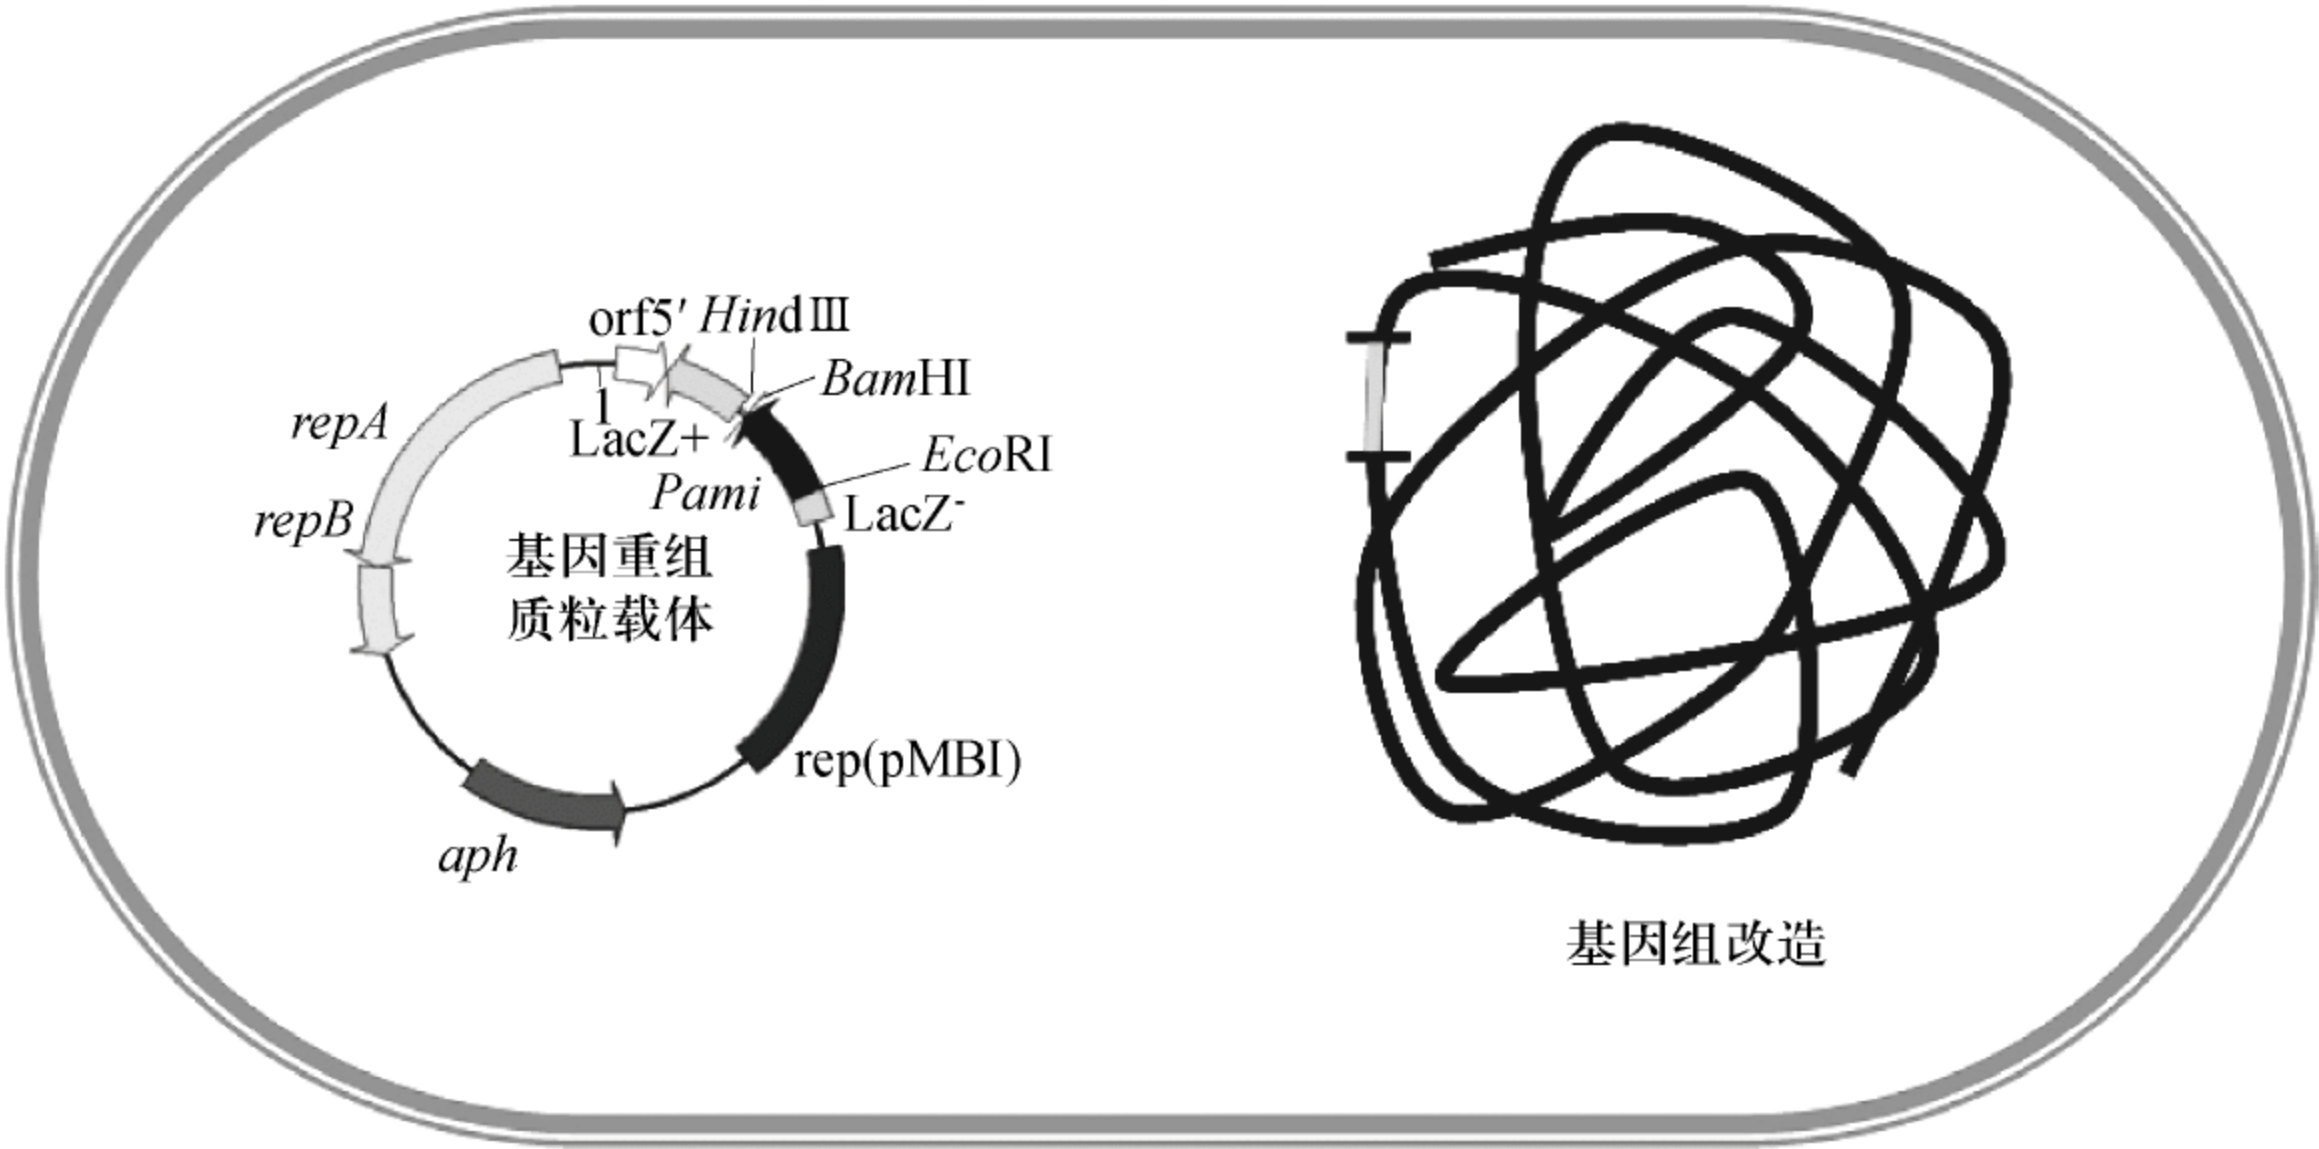 orf5′ HindⅢ
BamHI
repA
1
LacZ+
EcoRI
Pami
LacZ-
repB
基因重组
质粒载体
rep(pMBI)
aph
基因组改造